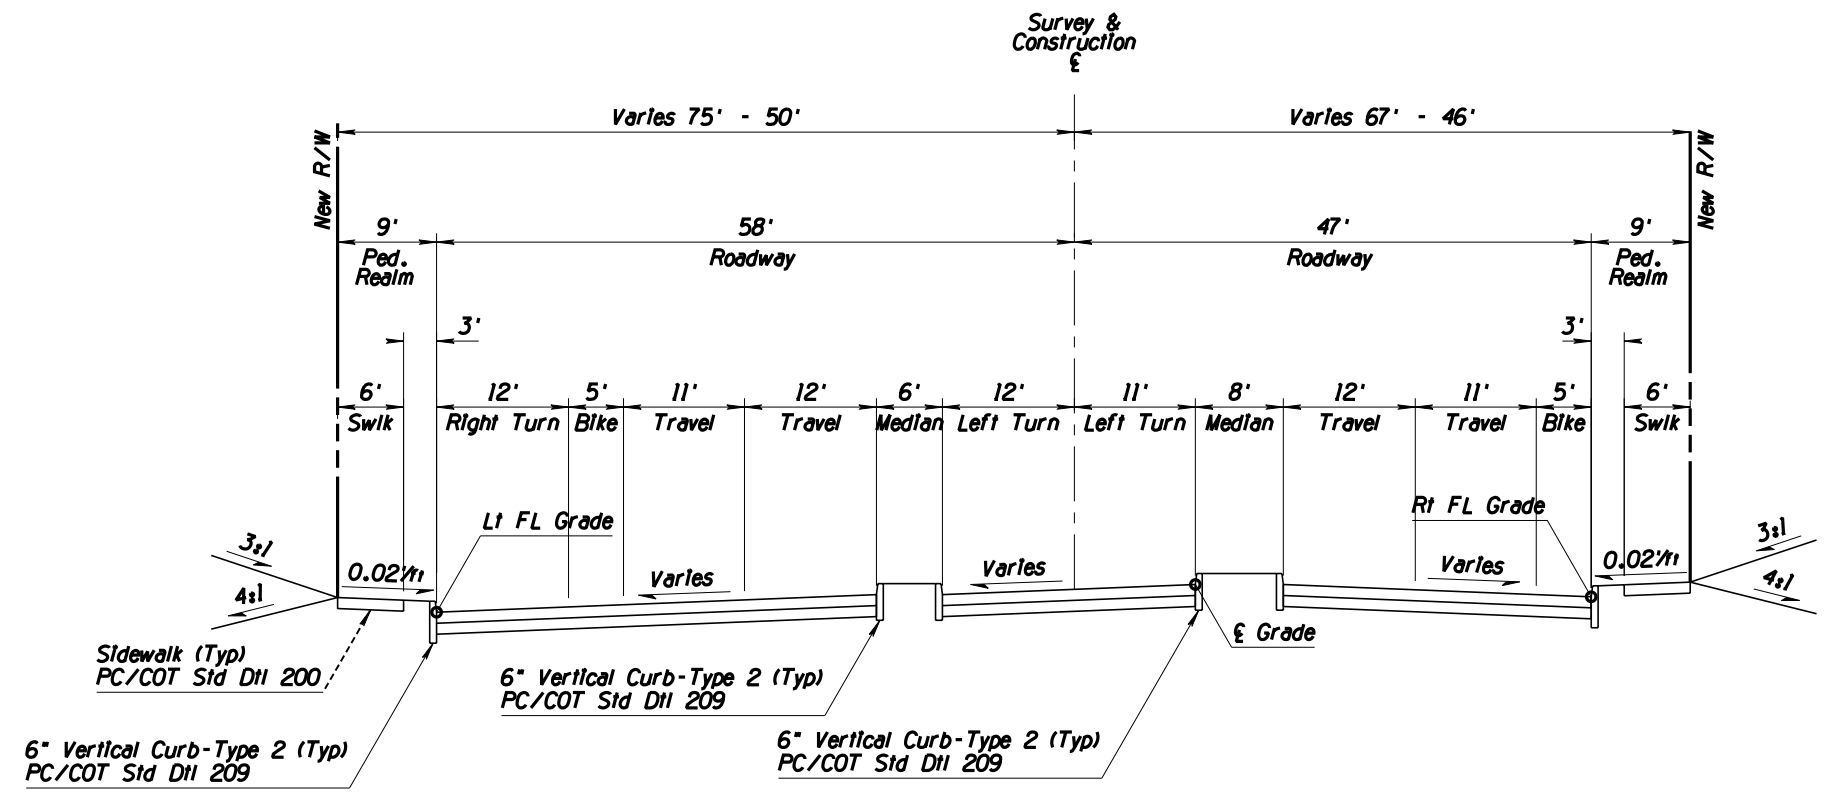 Survey &
Construction
℄
Varies 75' - 50'
Varies 67' - 46'
New R/W
New R/W
9'
58'
47'
9'
Ped.
Realm
Roadway
Roadway
Ped.
Realm
3'
3'
6'
12'
5'
11'
12'
6'
12'
11'
8'
12'
11'
5'
6'
Swlk
Right Turn
Bike
Travel
Travel
Median
Left Turn
Left Turn
Median
Travel
Travel
Bike
Swlk
Lt FL Grade
Rt FL Grade
3:1
0.02'/ft
4:1
Varies
Varies
Varies
0.02'/ft
3:1
4:1
℄ Grade
Sidewalk (Typ)
PC/COT Std Dtl 200
6" Vertical Curb-Type 2 (Typ)
PC/COT Std Dtl 209
6" Vertical Curb-Type 2 (Typ)
PC/COT Std Dtl 209
6" Vertical Curb-Type 2 (Typ)
PC/COT Std Dtl 209